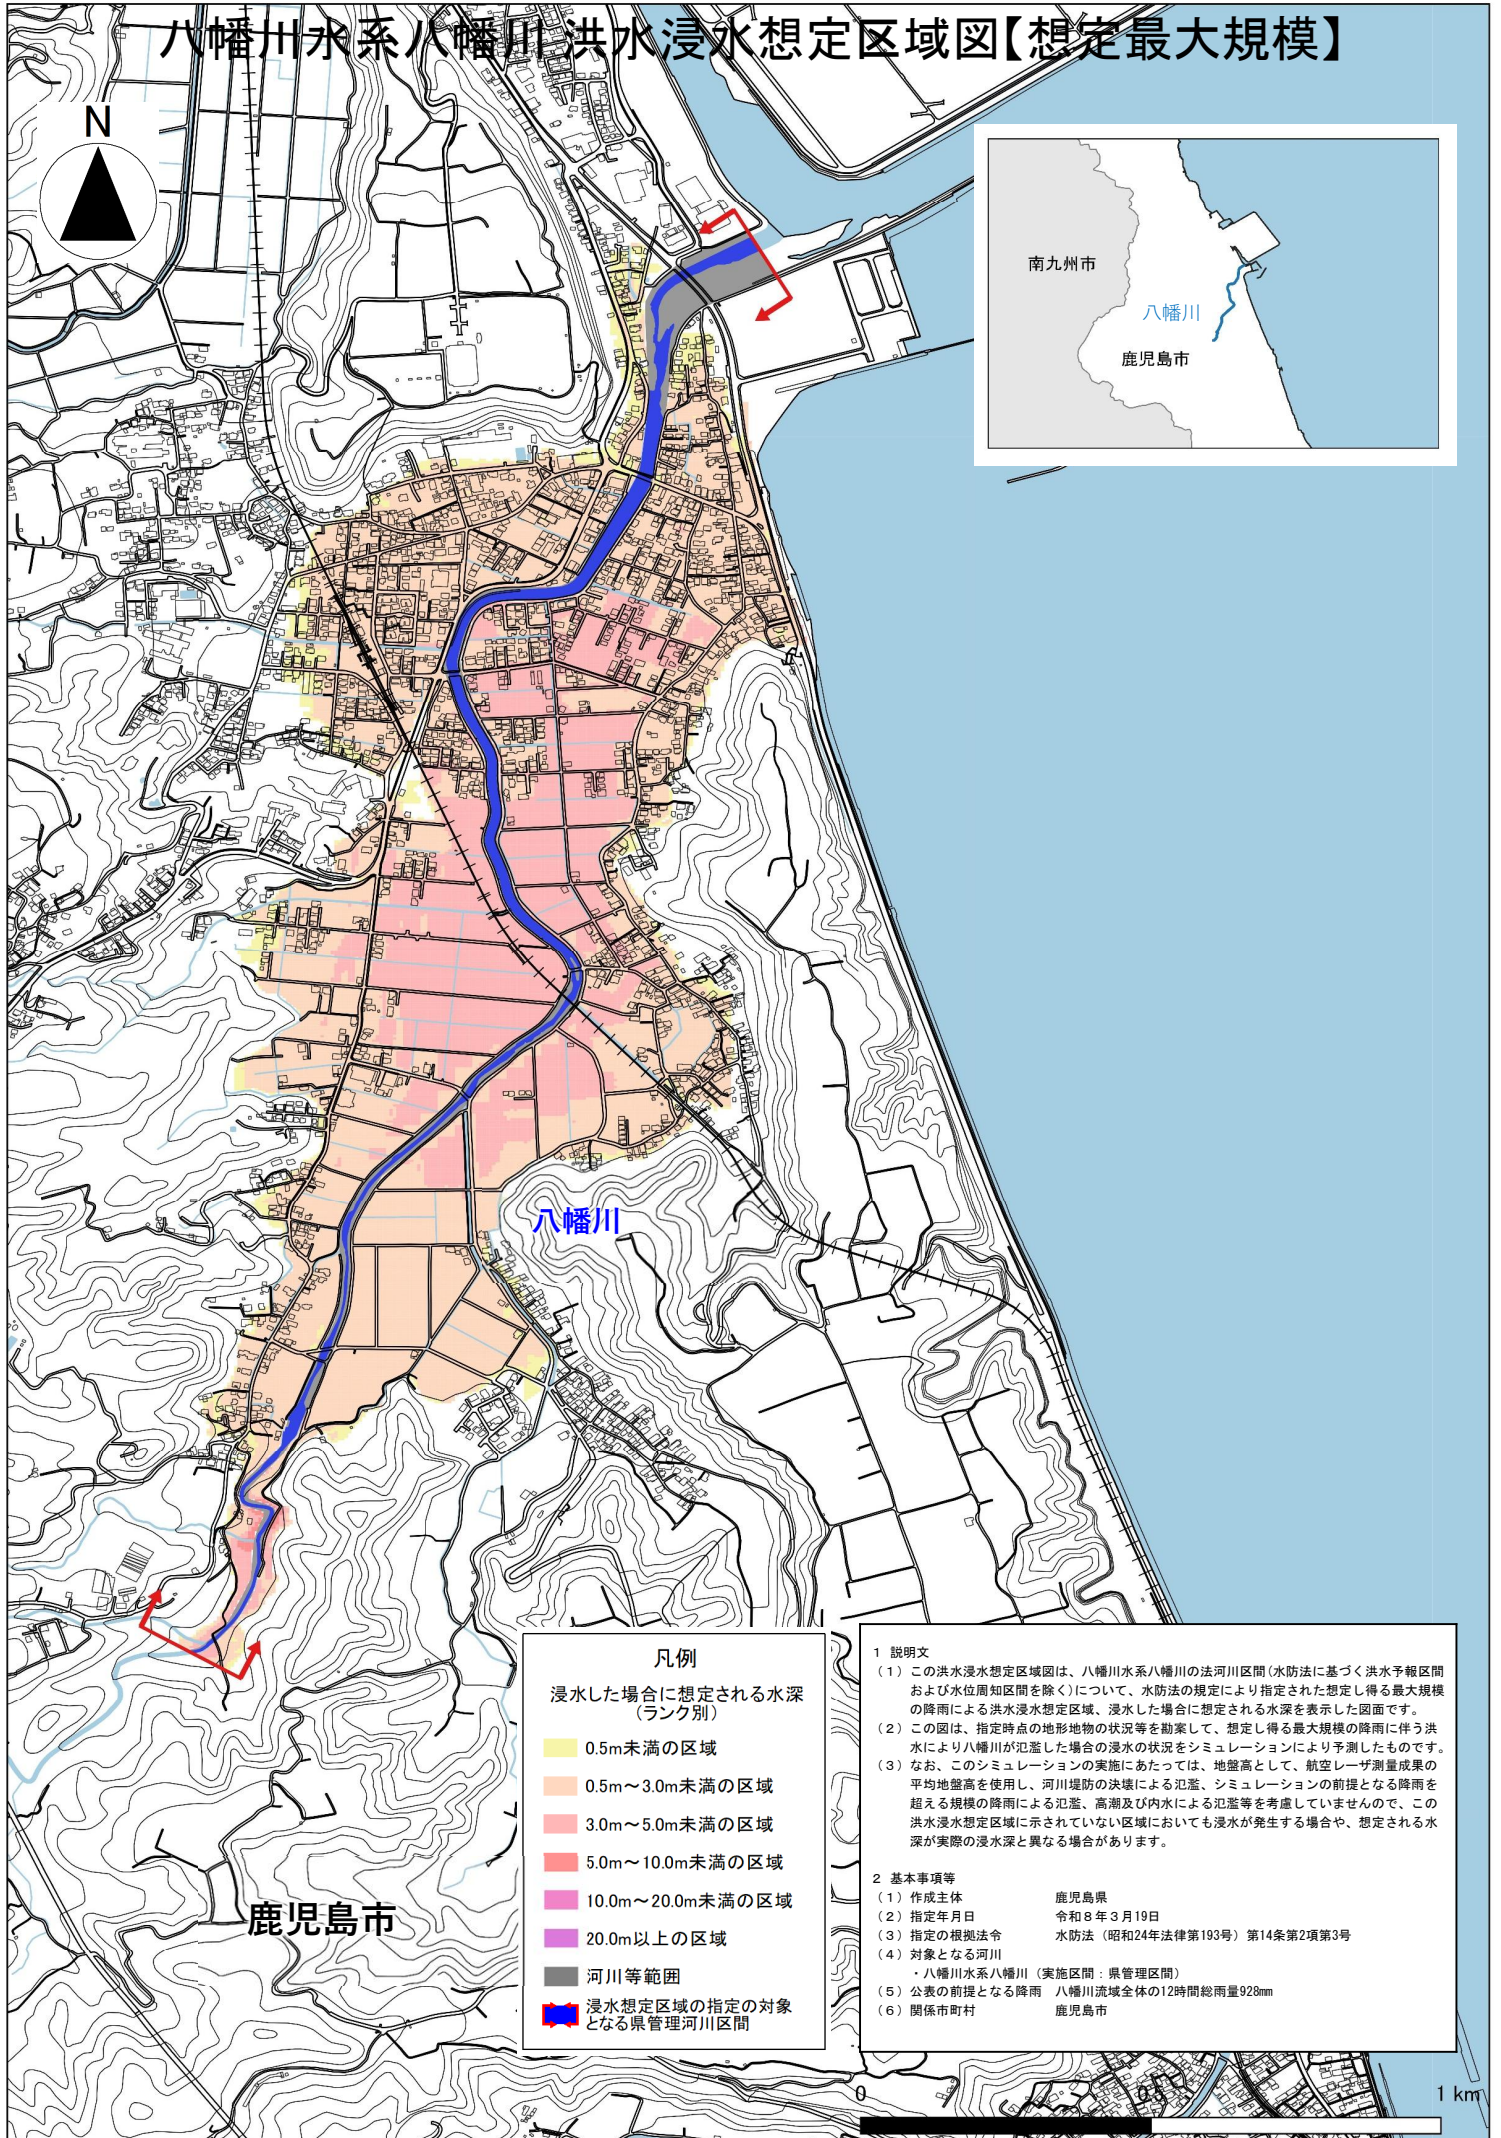 八幡川水系八幡川 洪水浸水想定区域図【想定最大規模】
N
南九州市
八幡川
鹿児島市
八幡川
鹿児島市
凡例
浸水した場合に想定される水深
（ランク別）
0.5m未満の区域
0.5m～3.0m未満の区域
3.0m～5.0m未満の区域
5.0m～10.0m未満の区域
10.0m～20.0m未満の区域
20.0m以上の区域
河川等範囲
浸水想定区域の指定の対象
となる県管理河川区間
1 説明文
（1）この洪水浸水想定区域図は、八幡川水系八幡川の法河川区間（水防法に基づく洪水予報区間
および水位周知区間を除く）について、水防法の規定により指定された想定し得る最大規模
の降雨による洪水浸水想定区域、浸水した場合に想定される水深を表示した図面です。
（2）この図は、指定時点の地形地物の状況等を勘案して、想定し得る最大規模の降雨に伴う洪
水により八幡川が氾濫した場合の浸水の状況をシミュレーションにより予測したものです。
（3）なお、このシミュレーションの実施にあたっては、地盤高として、航空レーザ測量成果の
平均地盤高を使用し、河川堤防の決壊による氾濫、シミュレーションの前提となる降雨を
超える規模の降雨による氾濫、高潮及び内水による氾濫等を考慮していませんので、この
洪水浸水想定区域に示されていない区域においても浸水が発生する場合や、想定される水
深が実際の浸水深と異なる場合があります。
2 基本事項等
（1）作成主体 鹿児島県
（2）指定年月日 令和８年３月19日
（3）指定の根拠法令 水防法（昭和24年法律第193号）第14条第2項第3号
（4）対象となる河川
・八幡川水系八幡川（実施区間：県管理区間）
（5）公表の前提となる降雨 八幡川流域全体の12時間総雨量928mm
（6）関係市町村 鹿児島市
0 0.5 1 km